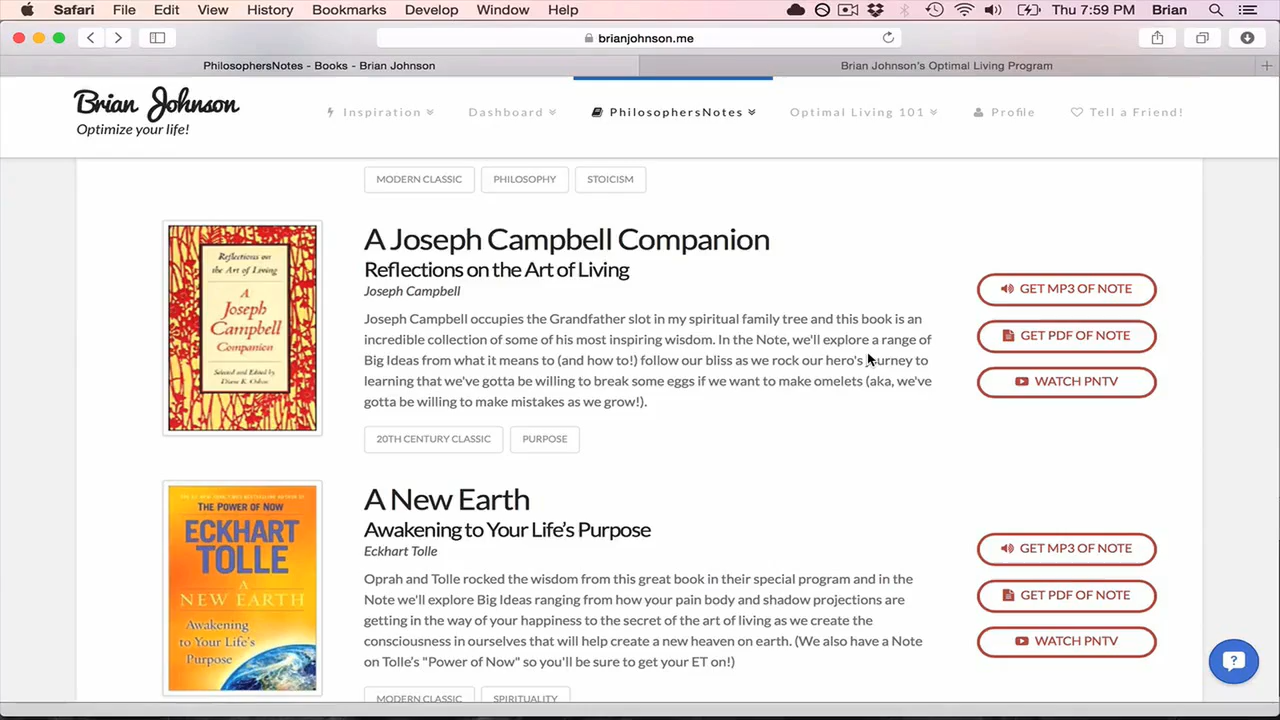 Safari File Edit View History Bookmarks Develop Window Help Thu 7:59 PM Brian
brianjohnson.me
PhilosophersNotes - Books - Brian Johnson
Brian Johnson's Optimal Living Program
Brian Johnson
Optimize your life!
Inspiration Dashboard PhilosophersNotes Optimal Living 101 Profile Tell a Friend!
MODERN CLASSIC PHILOSOPHY STOICISM
Reflections on
the Art of Living
A
Joseph
Campbell
Companion
Selected and Edited by
Diane K. Osbon
A Joseph Campbell Companion
Reflections on the Art of Living
Joseph Campbell
Joseph Campbell occupies the Grandfather slot in my spiritual family tree and this book is an
incredible collection of some of his most inspiring wisdom. In the Note, we'll explore a range of
Big Ideas from what it means to (and how to!) follow our bliss as we rock our hero's journey to
learning that we've gotta be willing to break some eggs if we want to make omelets (aka, we've
gotta be willing to make mistakes as we grow!).
20TH CENTURY CLASSIC PURPOSE
GET MP3 OF NOTE
GET PDF OF NOTE
WATCH PNTV
THE POWER OF NOW
ECKHART
TOLLE
A
NEW EARTH
Awakening
to Your Life's
Purpose
A New Earth
Awakening to Your Life's Purpose
Eckhart Tolle
Oprah and Tolle rocked the wisdom from this great book in their special program and in the
Note we'll explore Big Ideas ranging from how your pain body and shadow projections are
getting in the way of your happiness to the secret of the art of living as we create the
consciousness in ourselves that will help create a new heaven on earth. (We also have a Note
on Tolle's "Power of Now" so you'll be sure to get your ET on!)
MODERN CLASSIC SPIRITUALITY
GET MP3 OF NOTE
GET PDF OF NOTE
WATCH PNTV